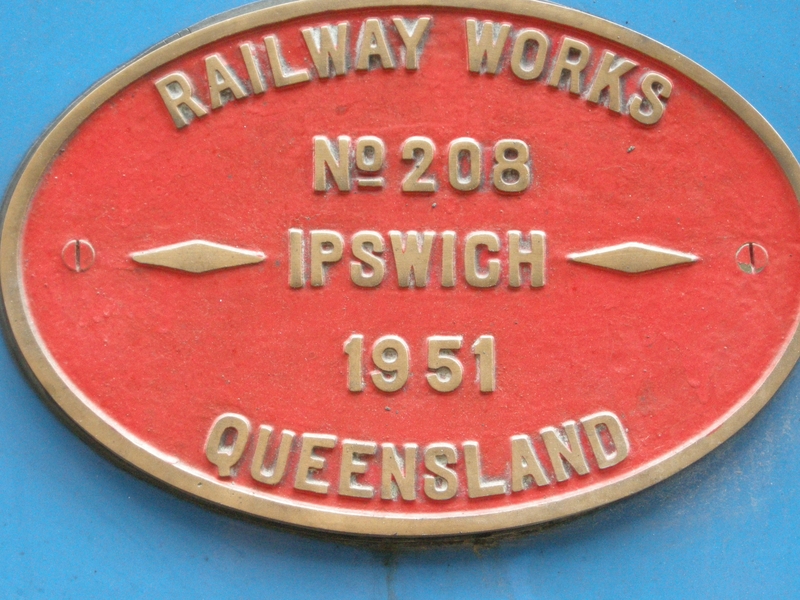 RAILWAY WORKS
Nº 208
IPSWICH
1951
QUEENSLAND